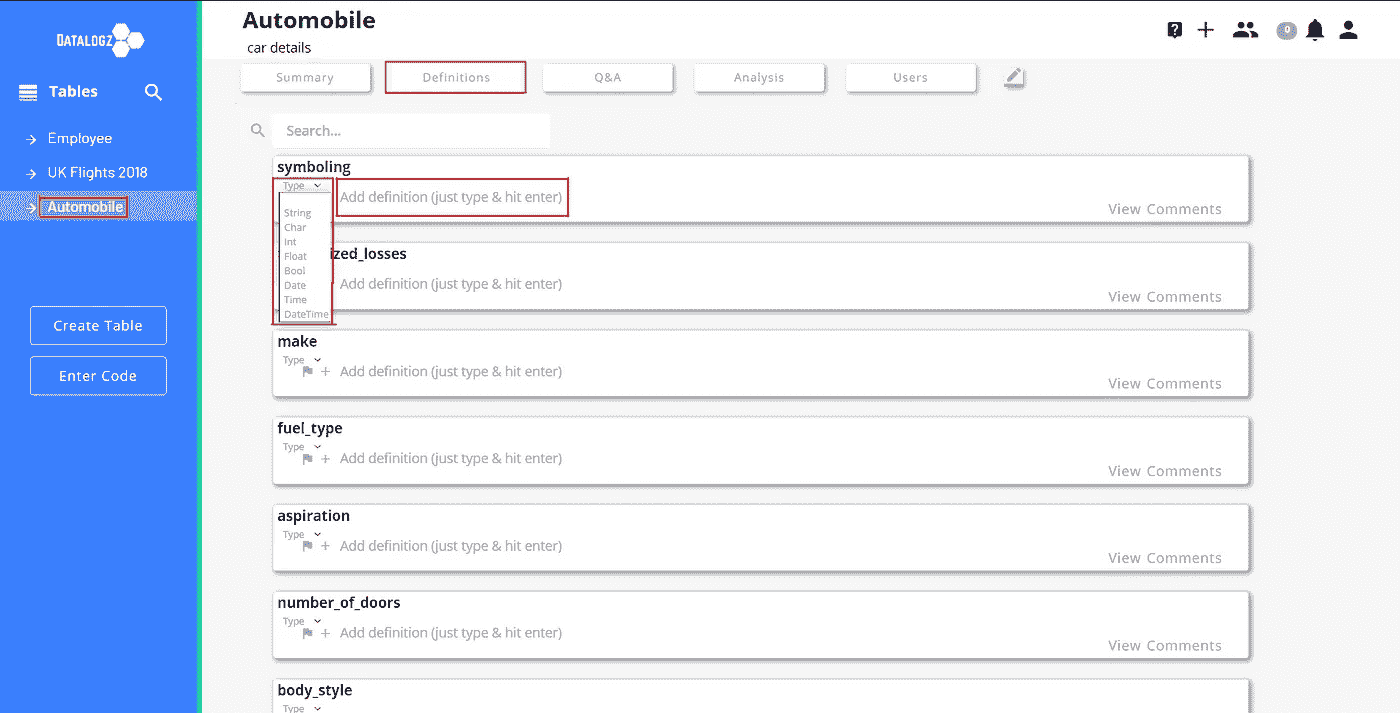 DATALOGZ
Tables
Employee
UK Flights 2018
Automobile
Create Table
Enter Code
Automobile
car details
Summary
Definitions
Q&A
Analysis
Users
Search...
symboling
Type
Add definition (just type & hit enter)
String
Char
Int
Float
Bool
Date
Time
DateTime
View Comments
ized_losses
Add definition (just type & hit enter)
View Comments
make
Type
+ Add definition (just type & hit enter)
View Comments
fuel_type
Type
+ Add definition (just type & hit enter)
View Comments
aspiration
Type
+ Add definition (just type & hit enter)
View Comments
number_of_doors
Type
+ Add definition (just type & hit enter)
View Comments
body_style
Type